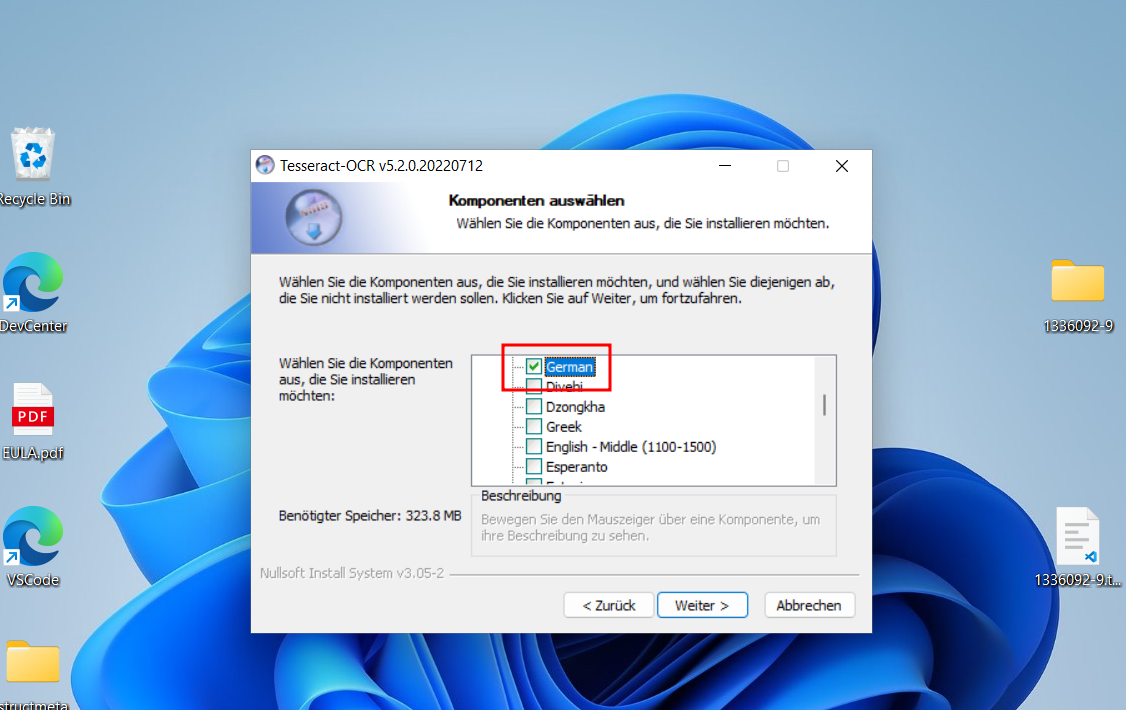 Recycle Bin
DevCenter
PDF
EULA.pdf
VSCode
Tesseract-OCR v5.2.0.20220712
Komponenten auswählen
Wählen Sie die Komponenten aus, die Sie installieren möchten.
Wählen Sie die Komponenten aus, die Sie installieren möchten, und wählen Sie diejenigen ab,
die Sie nicht installiert werden sollen. Klicken Sie auf Weiter, um fortzufahren.
Wählen Sie die Komponenten
aus, die Sie installieren
möchten:
German
Divehi
Dzongkha
Greek
English - Middle (1100-1500)
Esperanto
Benötigter Speicher: 323.8 MB
Beschreibung
Bewegen Sie den Mauszeiger über eine Komponente, um
ihre Beschreibung zu sehen.
Nullsoft Install System v3.05-2
< Zurück
Weiter >
Abbrechen
1336092-9
1336092-9.t...